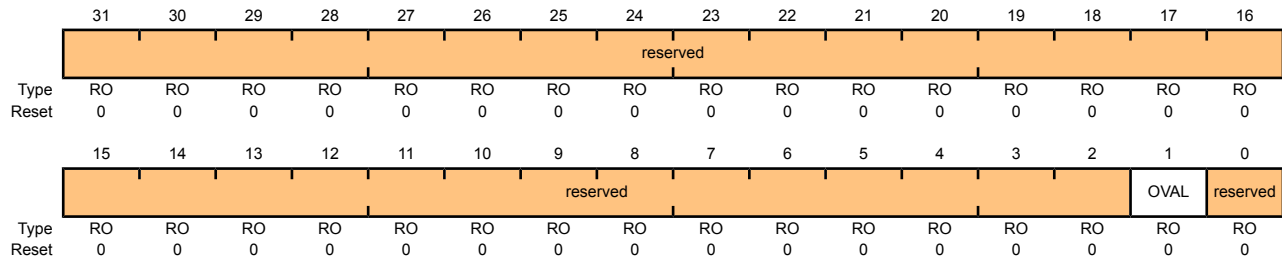 31 30 29 28 27 26 25 24 23 22 21 20 19 18 17 16
reserved
Type RO RO RO RO RO RO RO RO RO RO RO RO RO RO RO RO
Reset 0 0 0 0 0 0 0 0 0 0 0 0 0 0 0 0
15 14 13 12 11 10 9 8 7 6 5 4 3 2 1 0
reserved OVAL reserved
Type RO RO RO RO RO RO RO RO RO RO RO RO RO RO RO RO
Reset 0 0 0 0 0 0 0 0 0 0 0 0 0 0 0 0